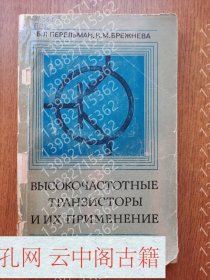 Б.Л. ПЕРЕЛЬМАН, К.М. БРЕЖНЕВА
ВЫСОКОЧАСТОТНЫЕ
ТРАНЗИСТОРЫ
И ИХ ПРИМЕНЕНИЕ
孔网 云中阁古籍